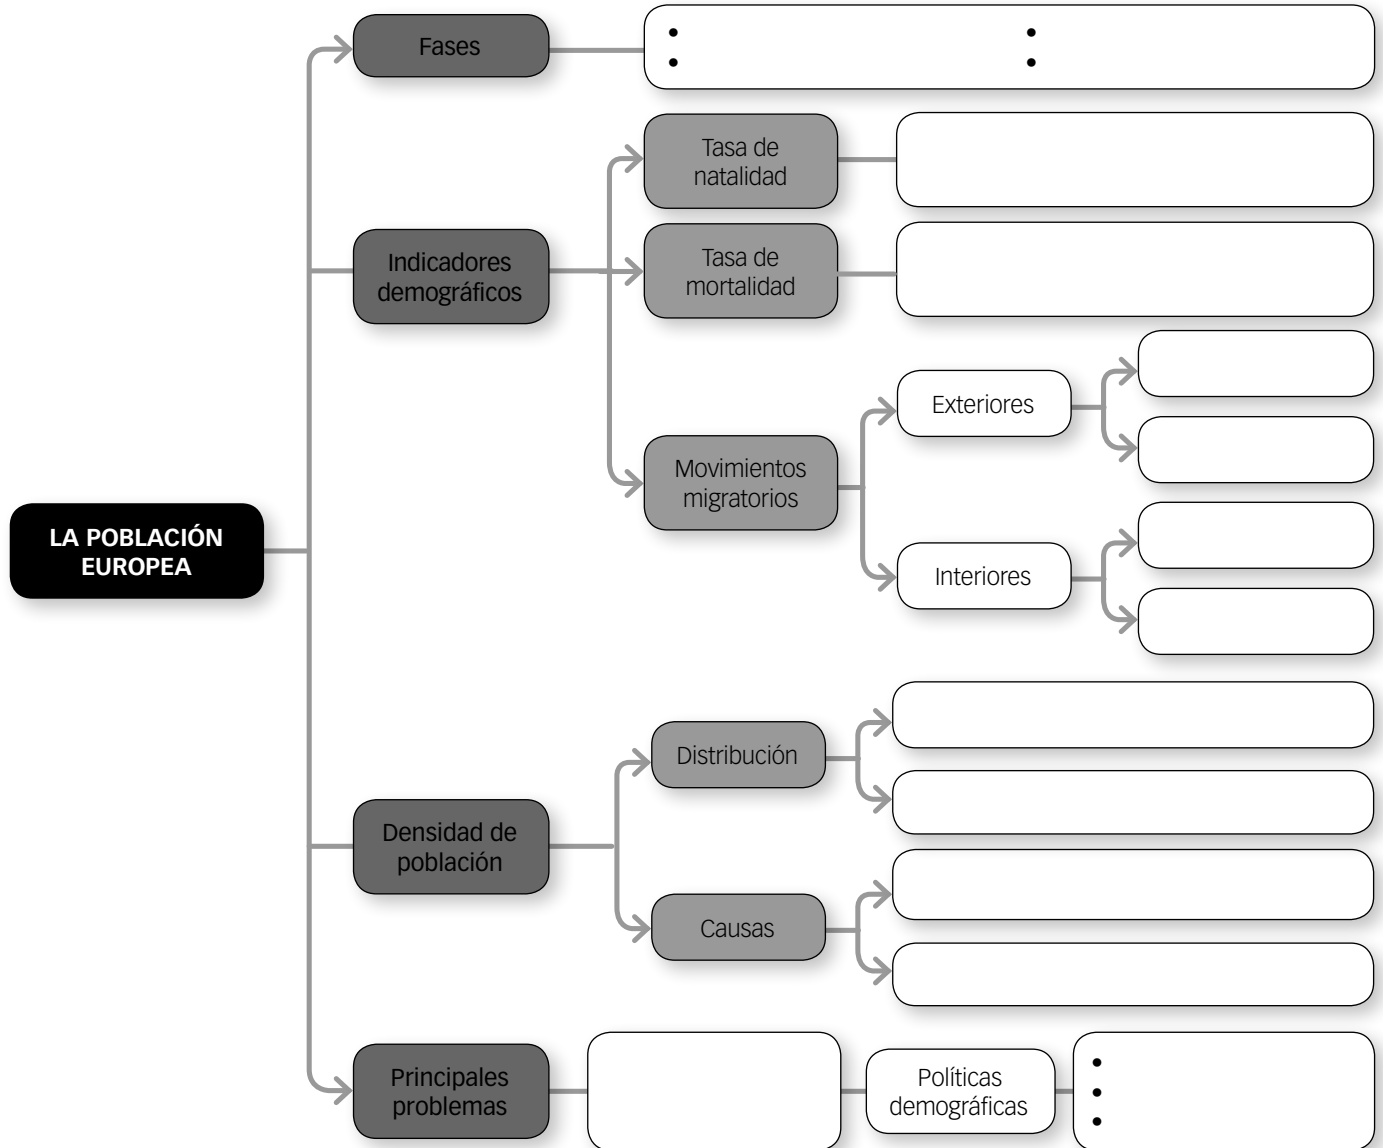 Fases
•
•
•
•
Tasa de
natalidad
Indicadores
demográficos
Tasa de
mortalidad
Exteriores
Movimientos
migratorios
LA POBLACIÓN
EUROPEA
Interiores
Distribución
Densidad de
población
Causas
Principales
problemas
Políticas
demográficas
•
•
•